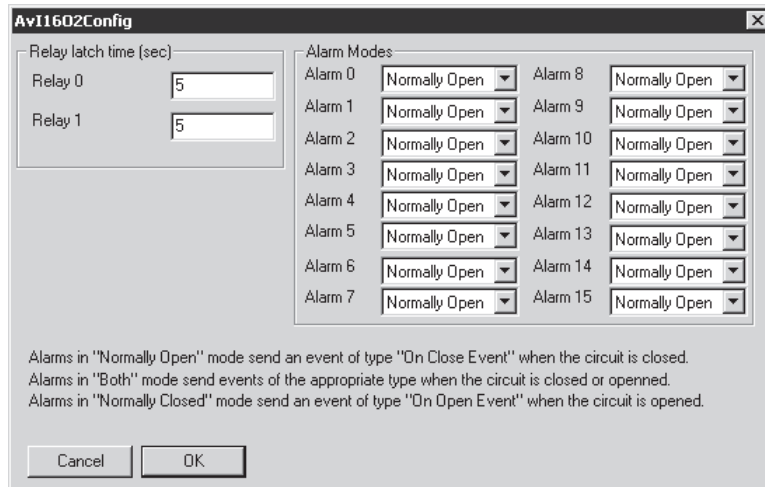 AvI16O2Config
Relay latch time (sec)
Relay 0 5
Relay 1 5
Alarm Modes
Alarm 0 Normally Open Alarm 8 Normally Open
Alarm 1 Normally Open Alarm 9 Normally Open
Alarm 2 Normally Open Alarm 10 Normally Open
Alarm 3 Normally Open Alarm 11 Normally Open
Alarm 4 Normally Open Alarm 12 Normally Open
Alarm 5 Normally Open Alarm 13 Normally Open
Alarm 6 Normally Open Alarm 14 Normally Open
Alarm 7 Normally Open Alarm 15 Normally Open
Alarms in "Normally Open" mode send an event of type "On Close Event" when the circuit is closed.
Alarms in "Both" mode send events of the appropriate type when the circuit is closed or openned.
Alarms in "Normally Closed" mode send an event of type "On Open Event" when the circuit is opened.
Cancel OK